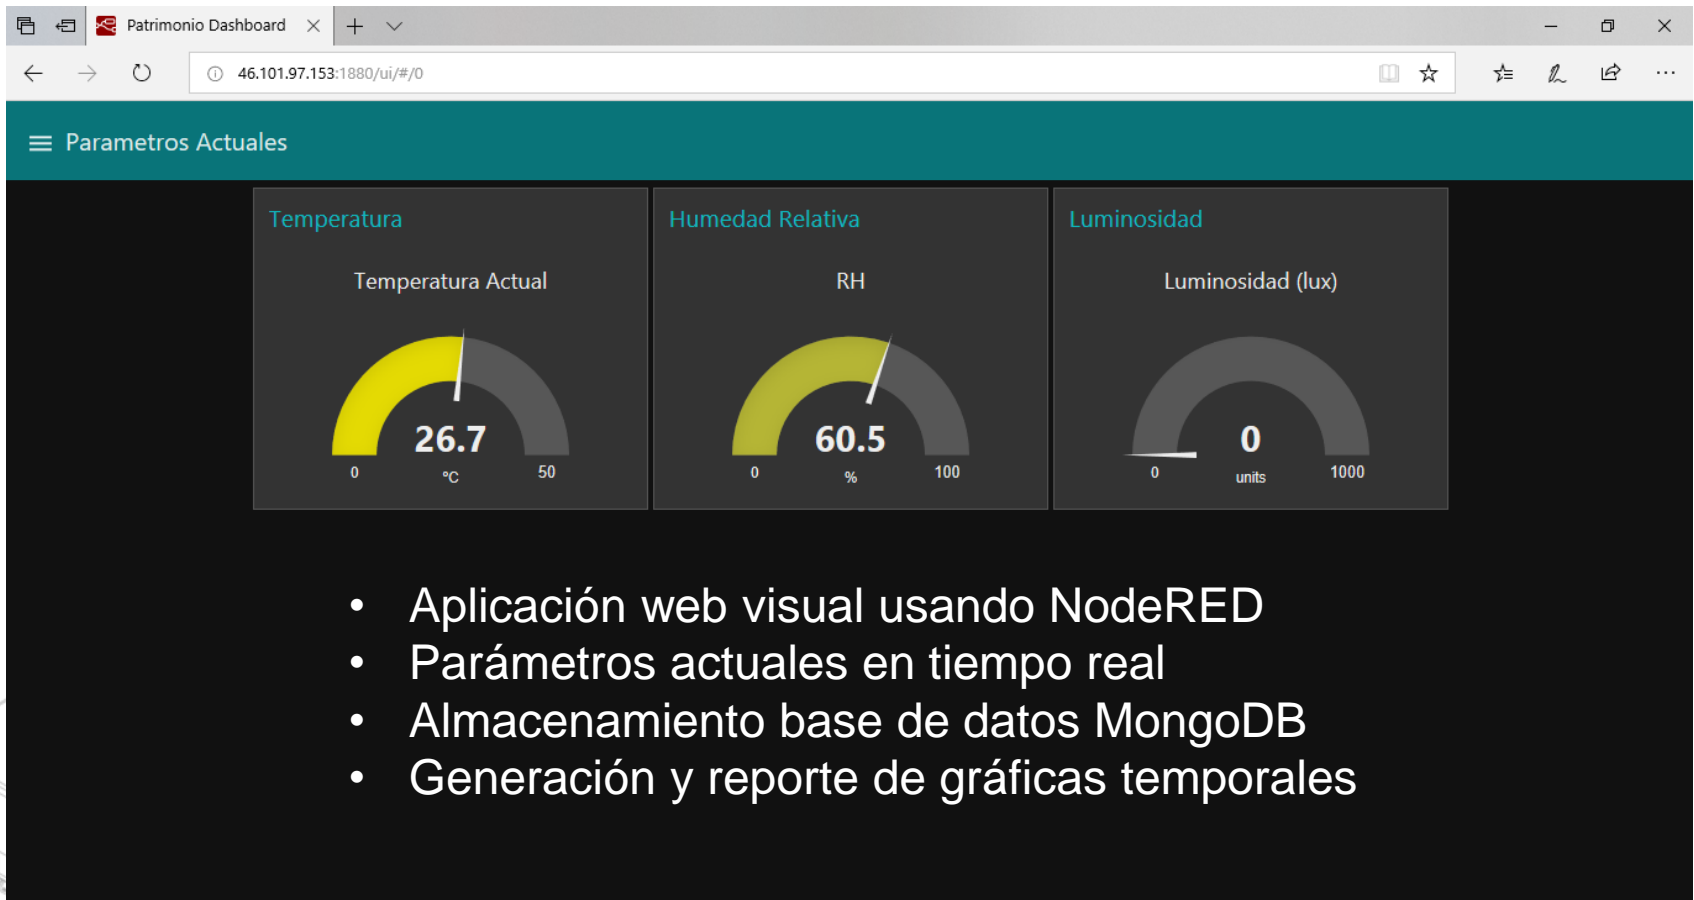 Patrimonio Dashboard
46.101.97.153:1880/ui/#/0
Parametros Actuales
Temperatura
Temperatura Actual
26.7
0
ºC
50
Humedad Relativa
RH
60.5
0
%
100
Luminosidad
Luminosidad (lux)
0
0
units
1000
• Aplicación web visual usando NodeRED
• Parámetros actuales en tiempo real
• Almacenamiento base de datos MongoDB
• Generación y reporte de gráficas temporales